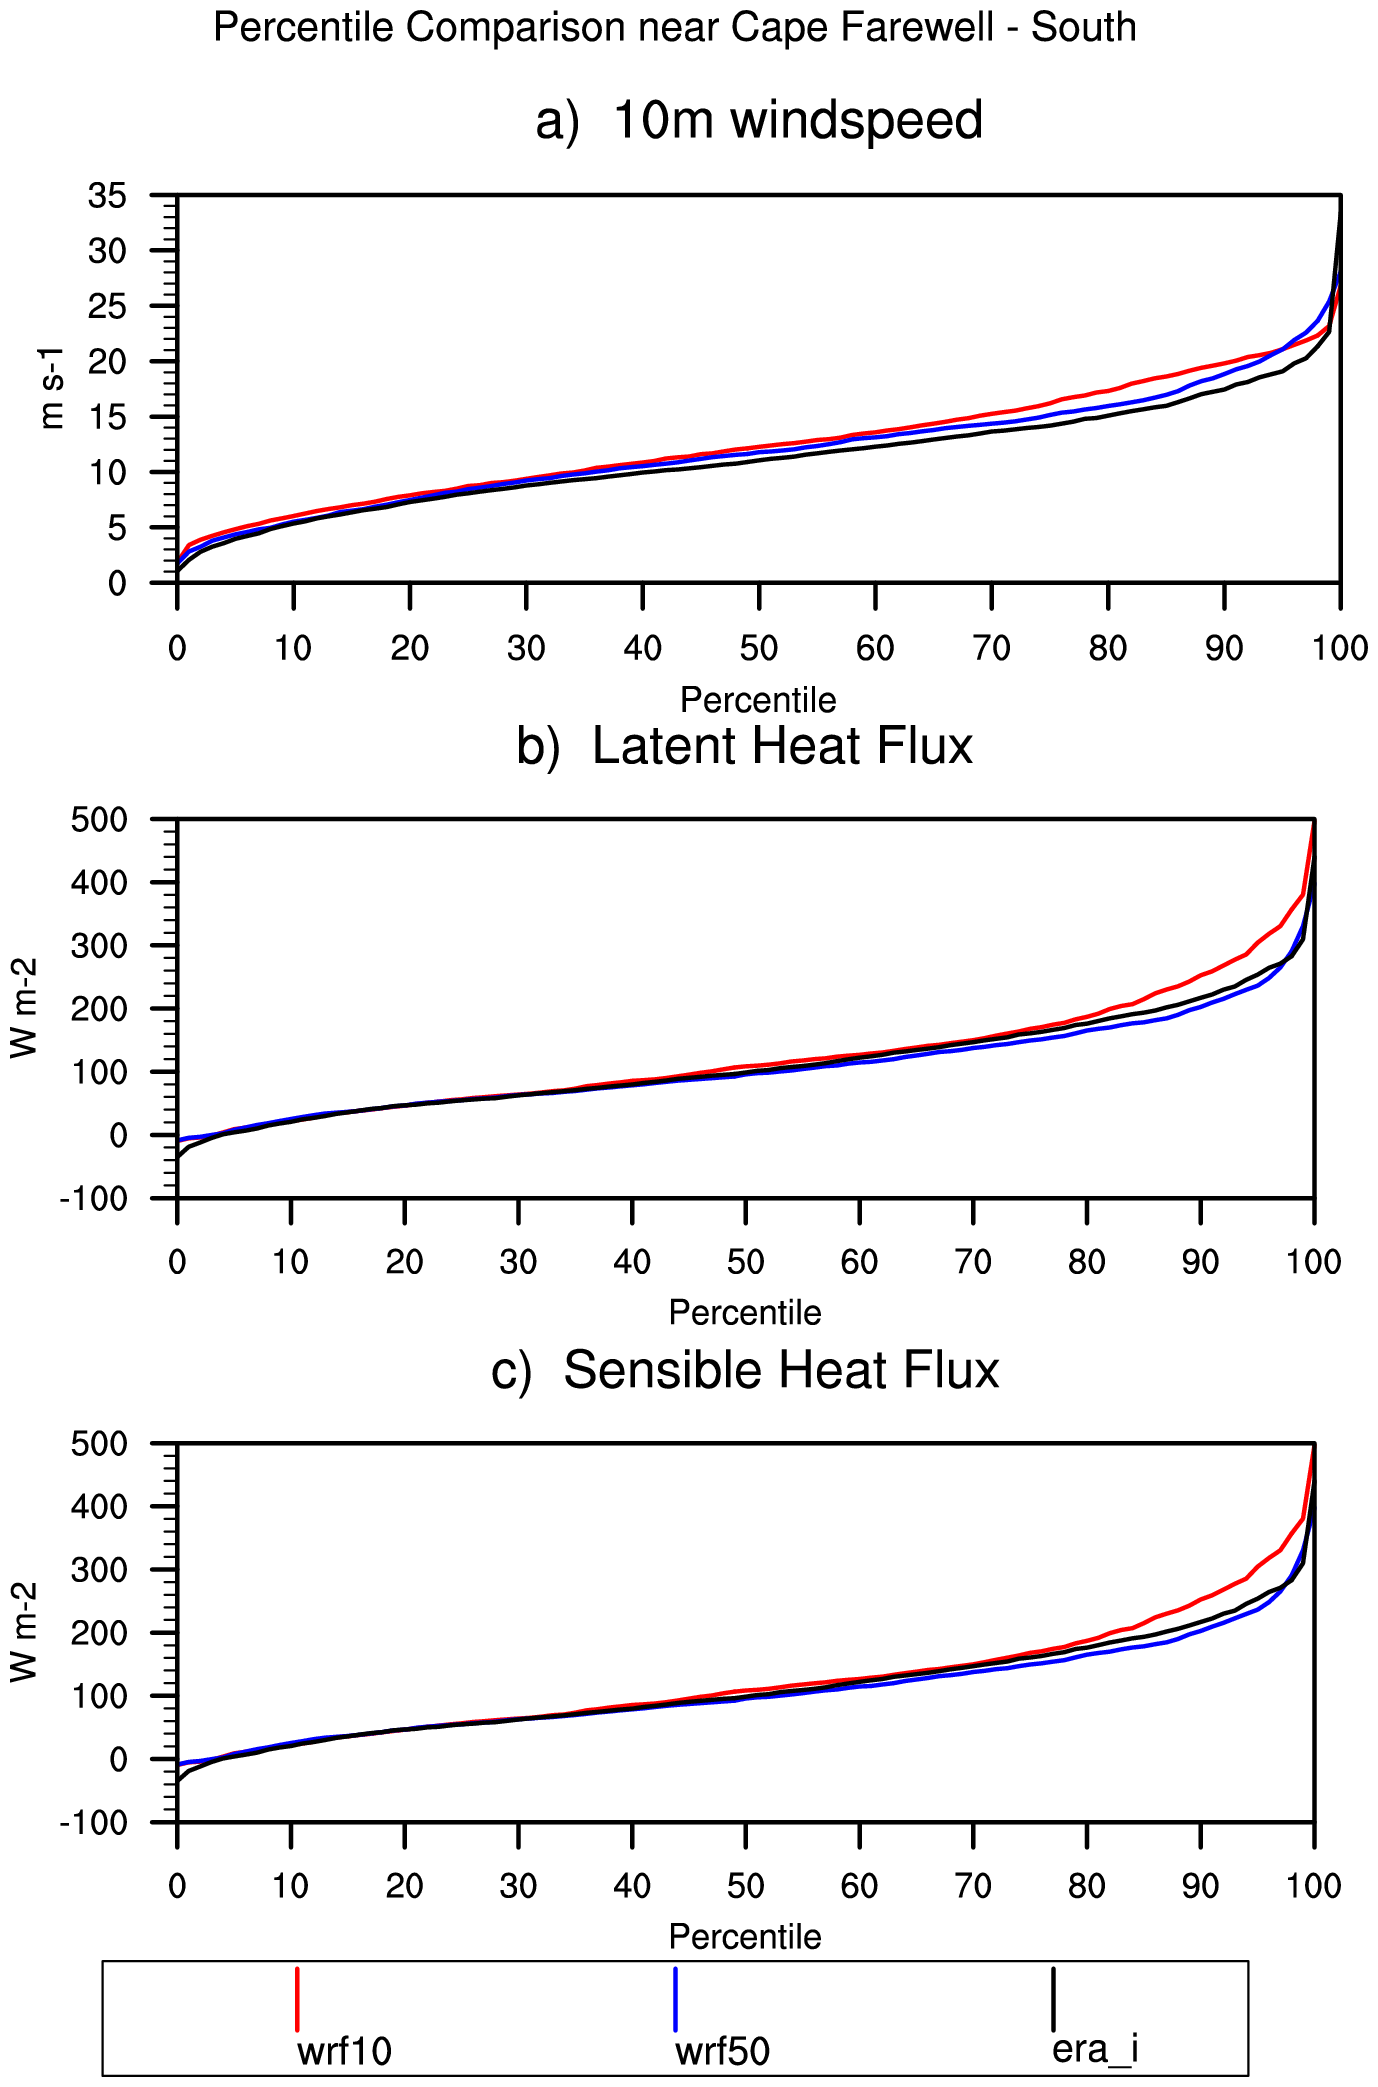 Percentile Comparison near Cape Farewell - South
a) 10m windspeed
35
30
25
20
15
10
5
0
m s-1
0 10 20 30 40 50 60 70 80 90 100
Percentile
b) Latent Heat Flux
500
400
300
200
100
0
-100
W m-2
0 10 20 30 40 50 60 70 80 90 100
Percentile
c) Sensible Heat Flux
500
400
300
200
100
0
-100
W m-2
0 10 20 30 40 50 60 70 80 90 100
Percentile
wrf10 wrf50 era_i